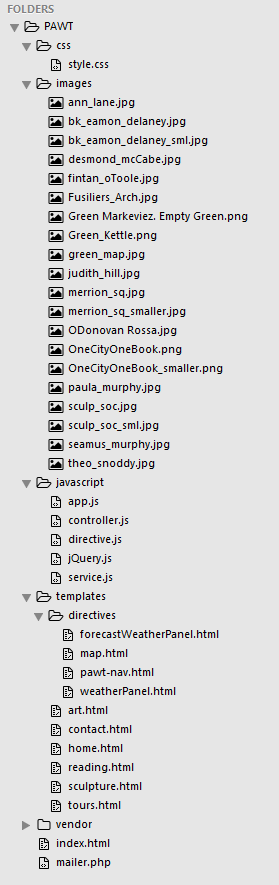 FOLDERS
PAWT
css
style.css
images
ann_lane.jpg
bk_eamon_delaney.jpg
bk_eamon_delaney_sml.jpg
desmond_mcCabe.jpg
fintan_oToole.jpg
Fusiliers_Arch.jpg
Green Markeviez. Empty Green.png
Green_Kettle.png
green_map.jpg
judith_hill.jpg
merrion_sq.jpg
merrion_sq_smaller.jpg
ODonovan Rossa.jpg
OneCityOneBook.png
OneCityOneBook_smaller.png
paula_murphy.jpg
sculp_soc.jpg
sculp_soc_sml.jpg
seamus_murphy.jpg
theo_snoddy.jpg
javascript
app.js
controller.js
directive.js
jQuery.js
service.js
templates
directives
forecastWeatherPanel.html
map.html
pawt-nav.html
weatherPanel.html
art.html
contact.html
home.html
reading.html
sculpture.html
tours.html
vendor
index.html
mailer.php